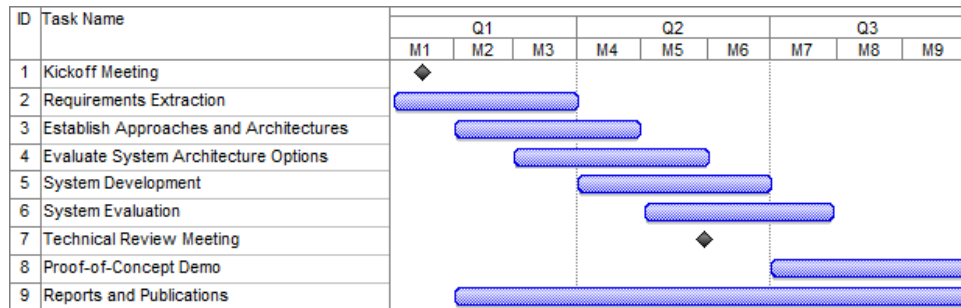 ID Task Name
Q1 Q2 Q3
M1 M2 M3 M4 M5 M6 M7 M8 M9
1 Kickoff Meeting
2 Requirements Extraction
3 Establish Approaches and Architectures
4 Evaluate System Architecture Options
5 System Development
6 System Evaluation
7 Technical Review Meeting
8 Proof-of-Concept Demo
9 Reports and Publications